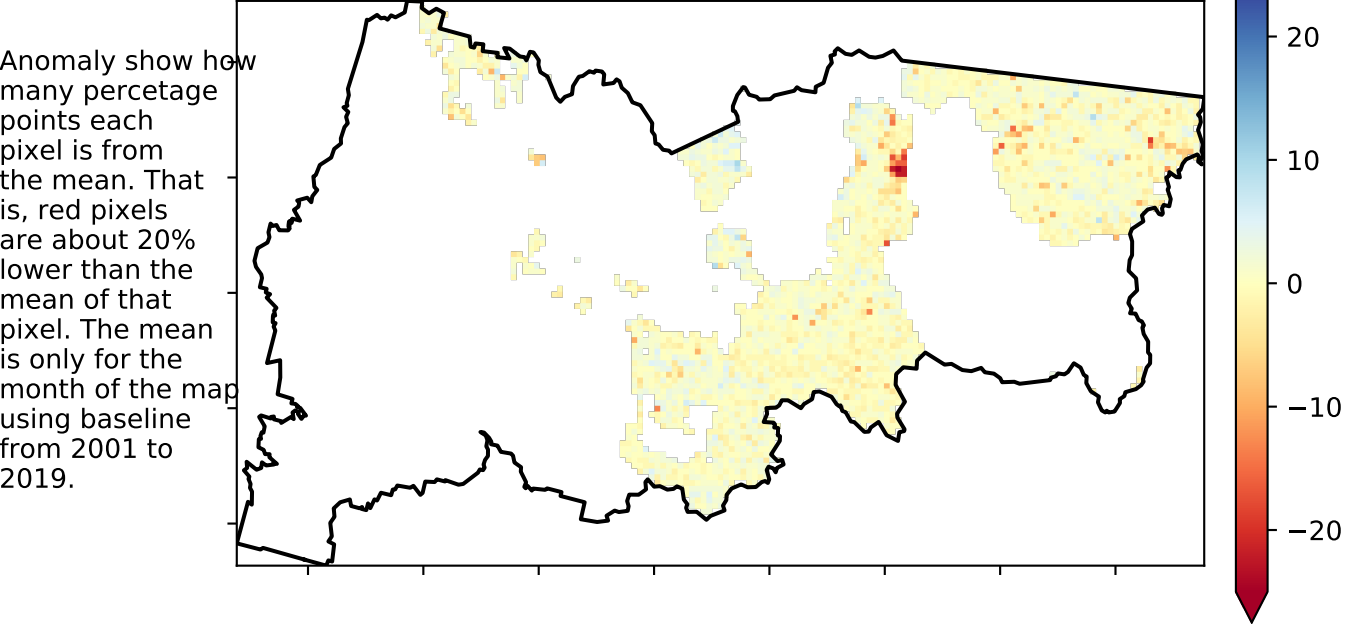 Anomaly show how
many percetage
points each
pixel is from
the mean. That
is, red pixels
are about 20%
lower than the
mean of that
pixel. The mean
is only for the
month of the map
using baseline
from 2001 to
2019.
20
10
0
−10
−20